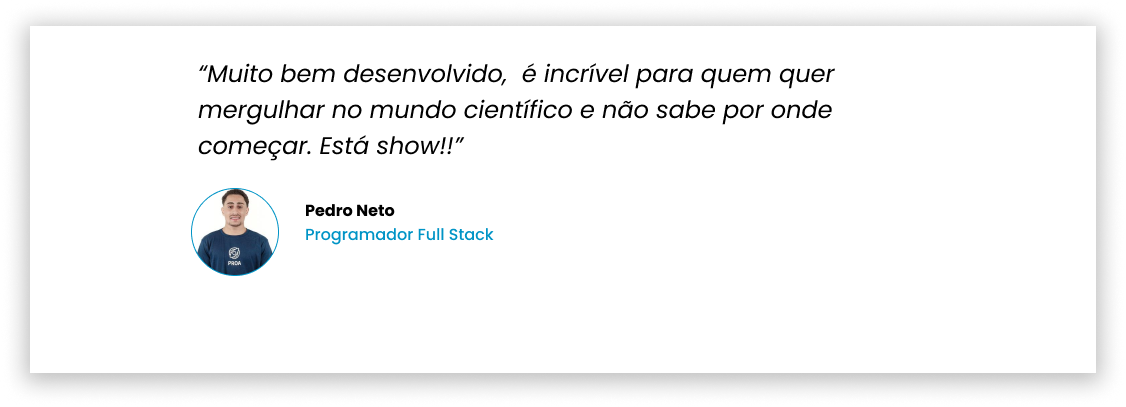 “Muito bem desenvolvido,  é incrível para quem quer
mergulhar no mundo científico e não sabe por onde
começar. Está show!!”
Pedro Neto
Programador Full Stack
PROA